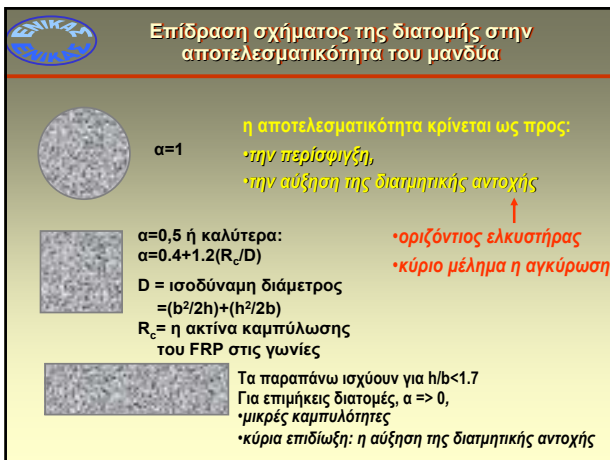 ΕΝΙΚΑΣ
ΕΝΙΚΑΣ
Επίδραση σχήματος της διατομής στην
αποτελεσματικότητα του μανδύα
α=1
η αποτελεσματικότητα κρίνεται ως προς:
•την περίσφιγξη,
•την αύξηση της διατμητικής αντοχής
•οριζόντιος ελκυστήρας
•κύριο μέλημα η αγκύρωση
α=0,5 ή καλύτερα:
α=0.4+1.2(Rc/D)
D = ισοδύναμη διάμετρος
=(b²/2h)+(h²/2b)
Rc= η ακτίνα καμπύλωσης
του FRP στις γωνίες
Τα παραπάνω ισχύουν για h/b<1.7
Για επιμήκεις διατομές, α => 0,
•μικρές καμπυλότητες
•κύρια επιδίωξη: η αύξηση της διατμητικής αντοχής